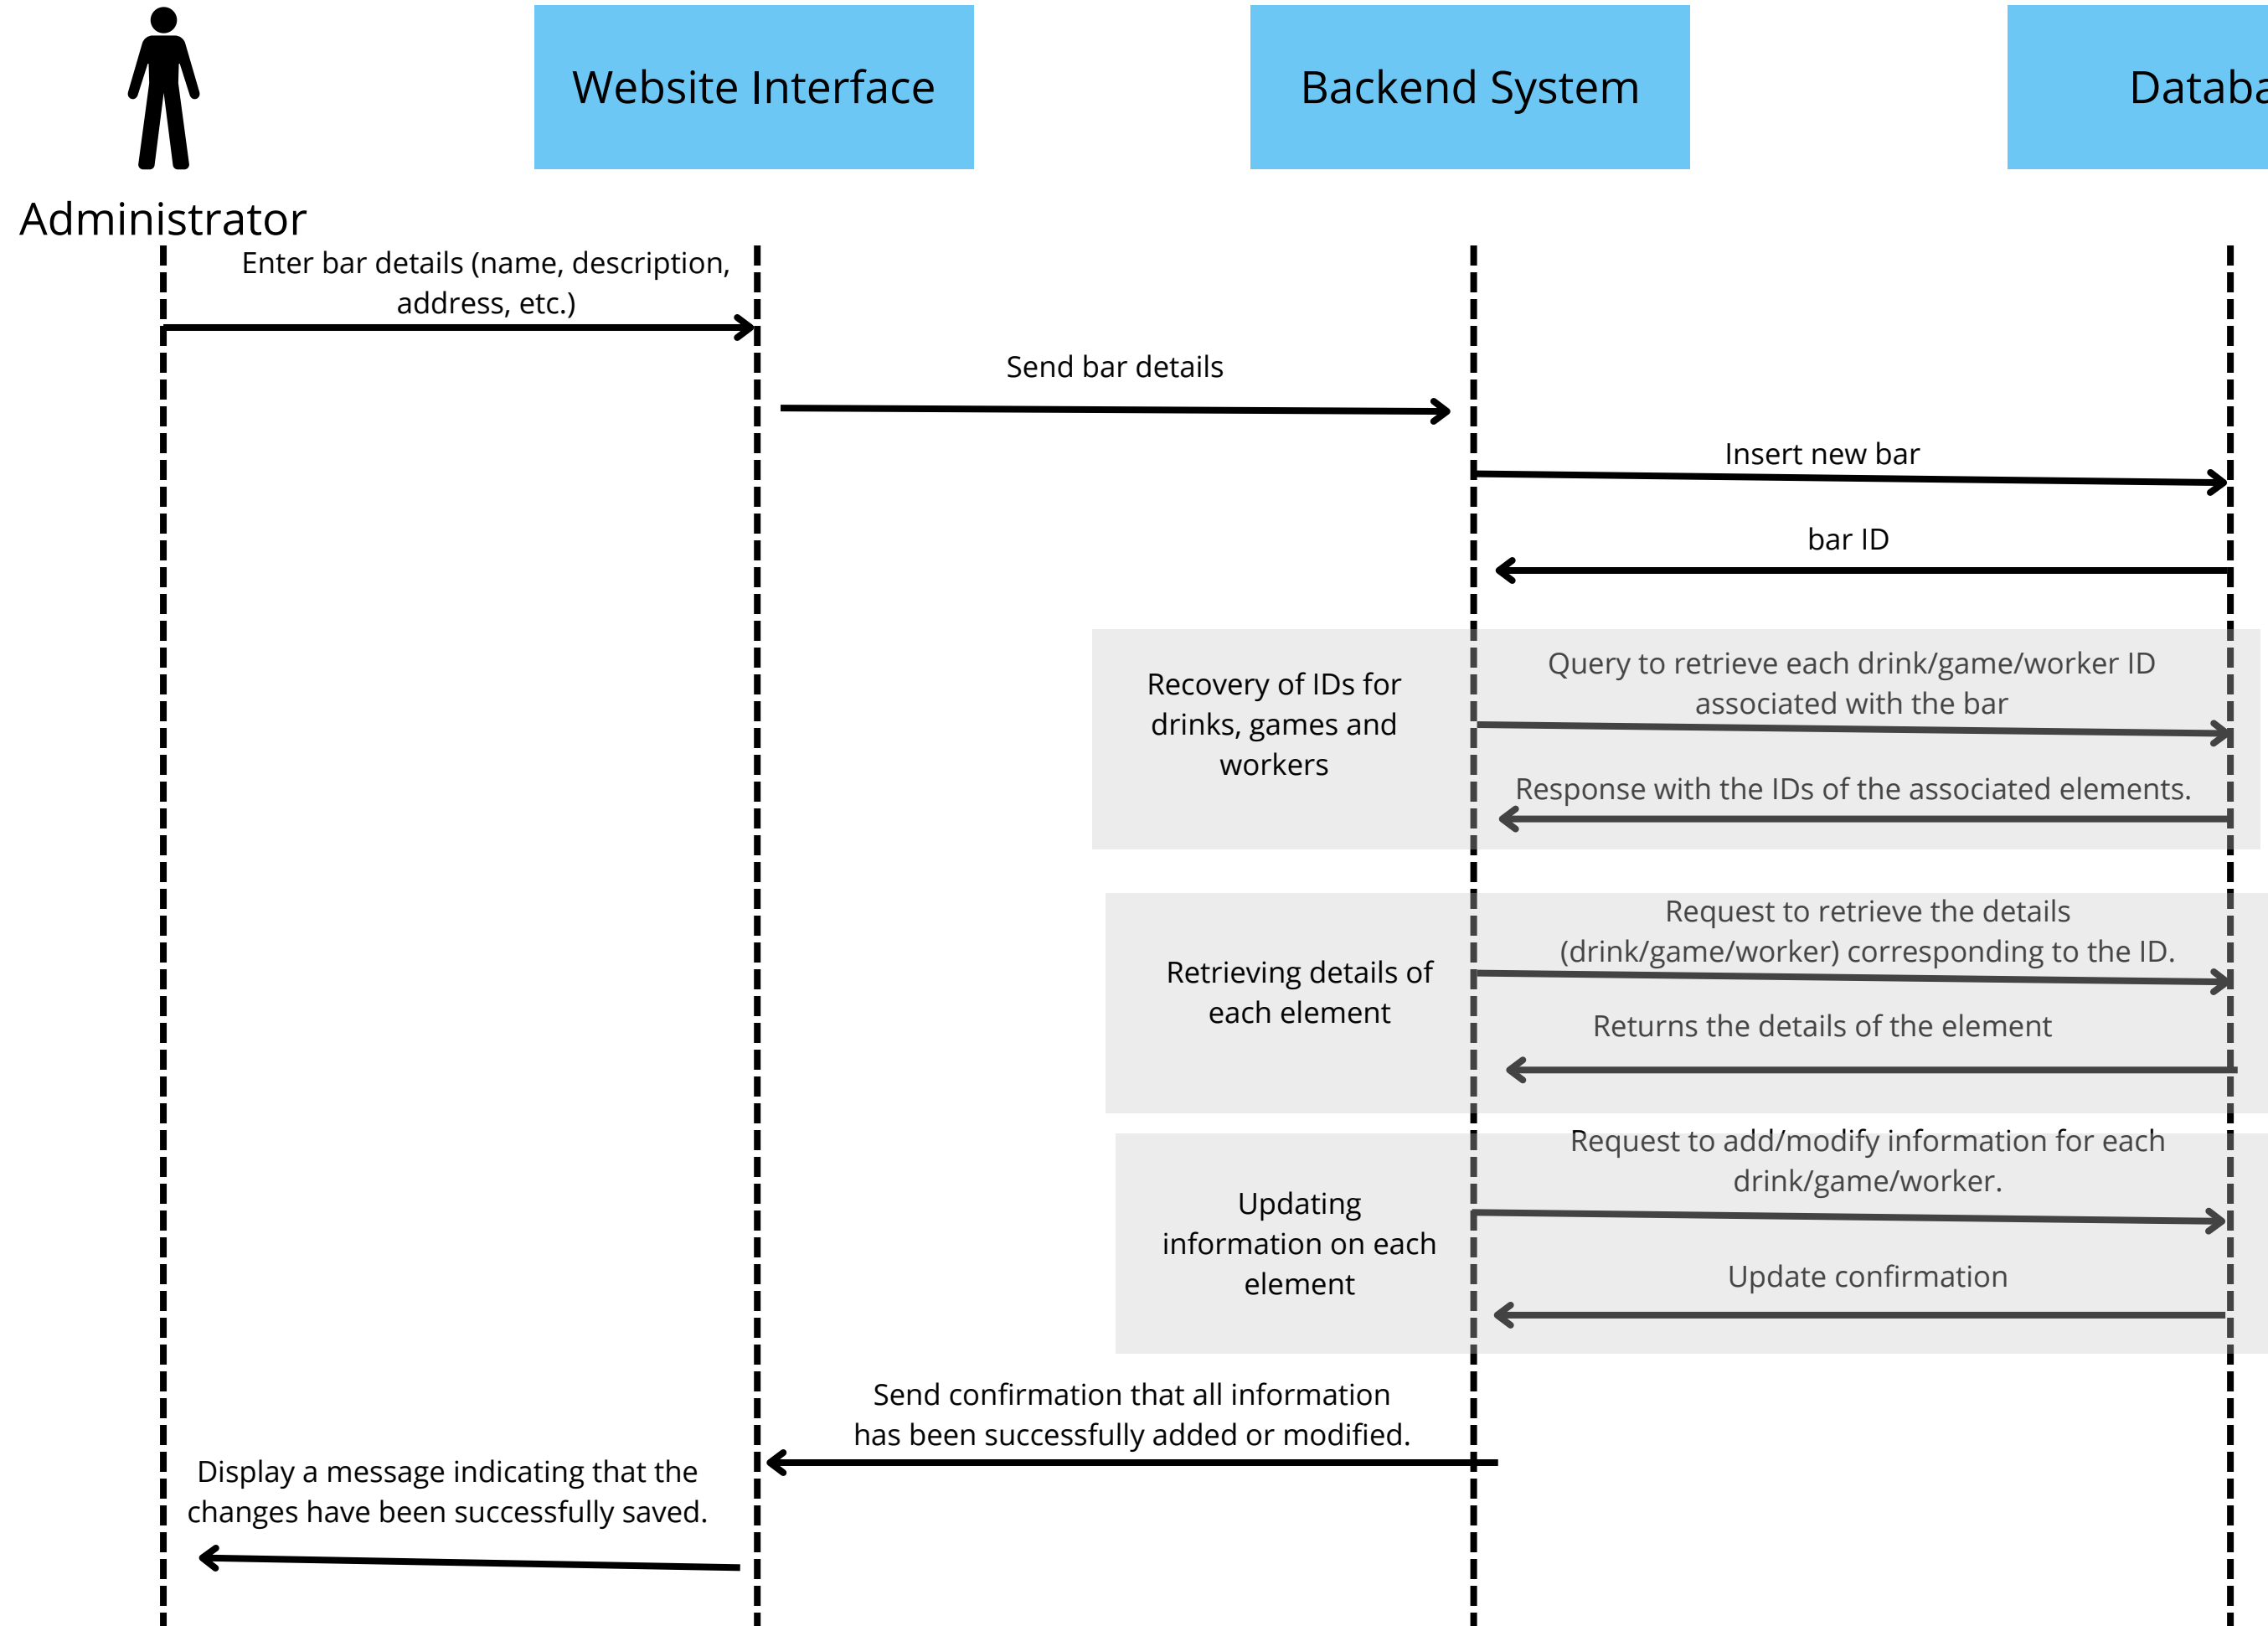 Website Interface
Backend System
Databa
Administrator
Enter bar details (name, description,
address, etc.)
Send bar details
Insert new bar
bar ID
Recovery of IDs for
drinks, games and
workers
Query to retrieve each drink/game/worker ID
associated with the bar
Response with the IDs of the associated elements.
Retrieving details of
each element
Request to retrieve the details
(drink/game/worker) corresponding to the ID.
Returns the details of the element
Updating
information on each
element
Request to add/modify information for each
drink/game/worker.
Update confirmation
Send confirmation that all information
has been successfully added or modified.
Display a message indicating that the
changes have been successfully saved.